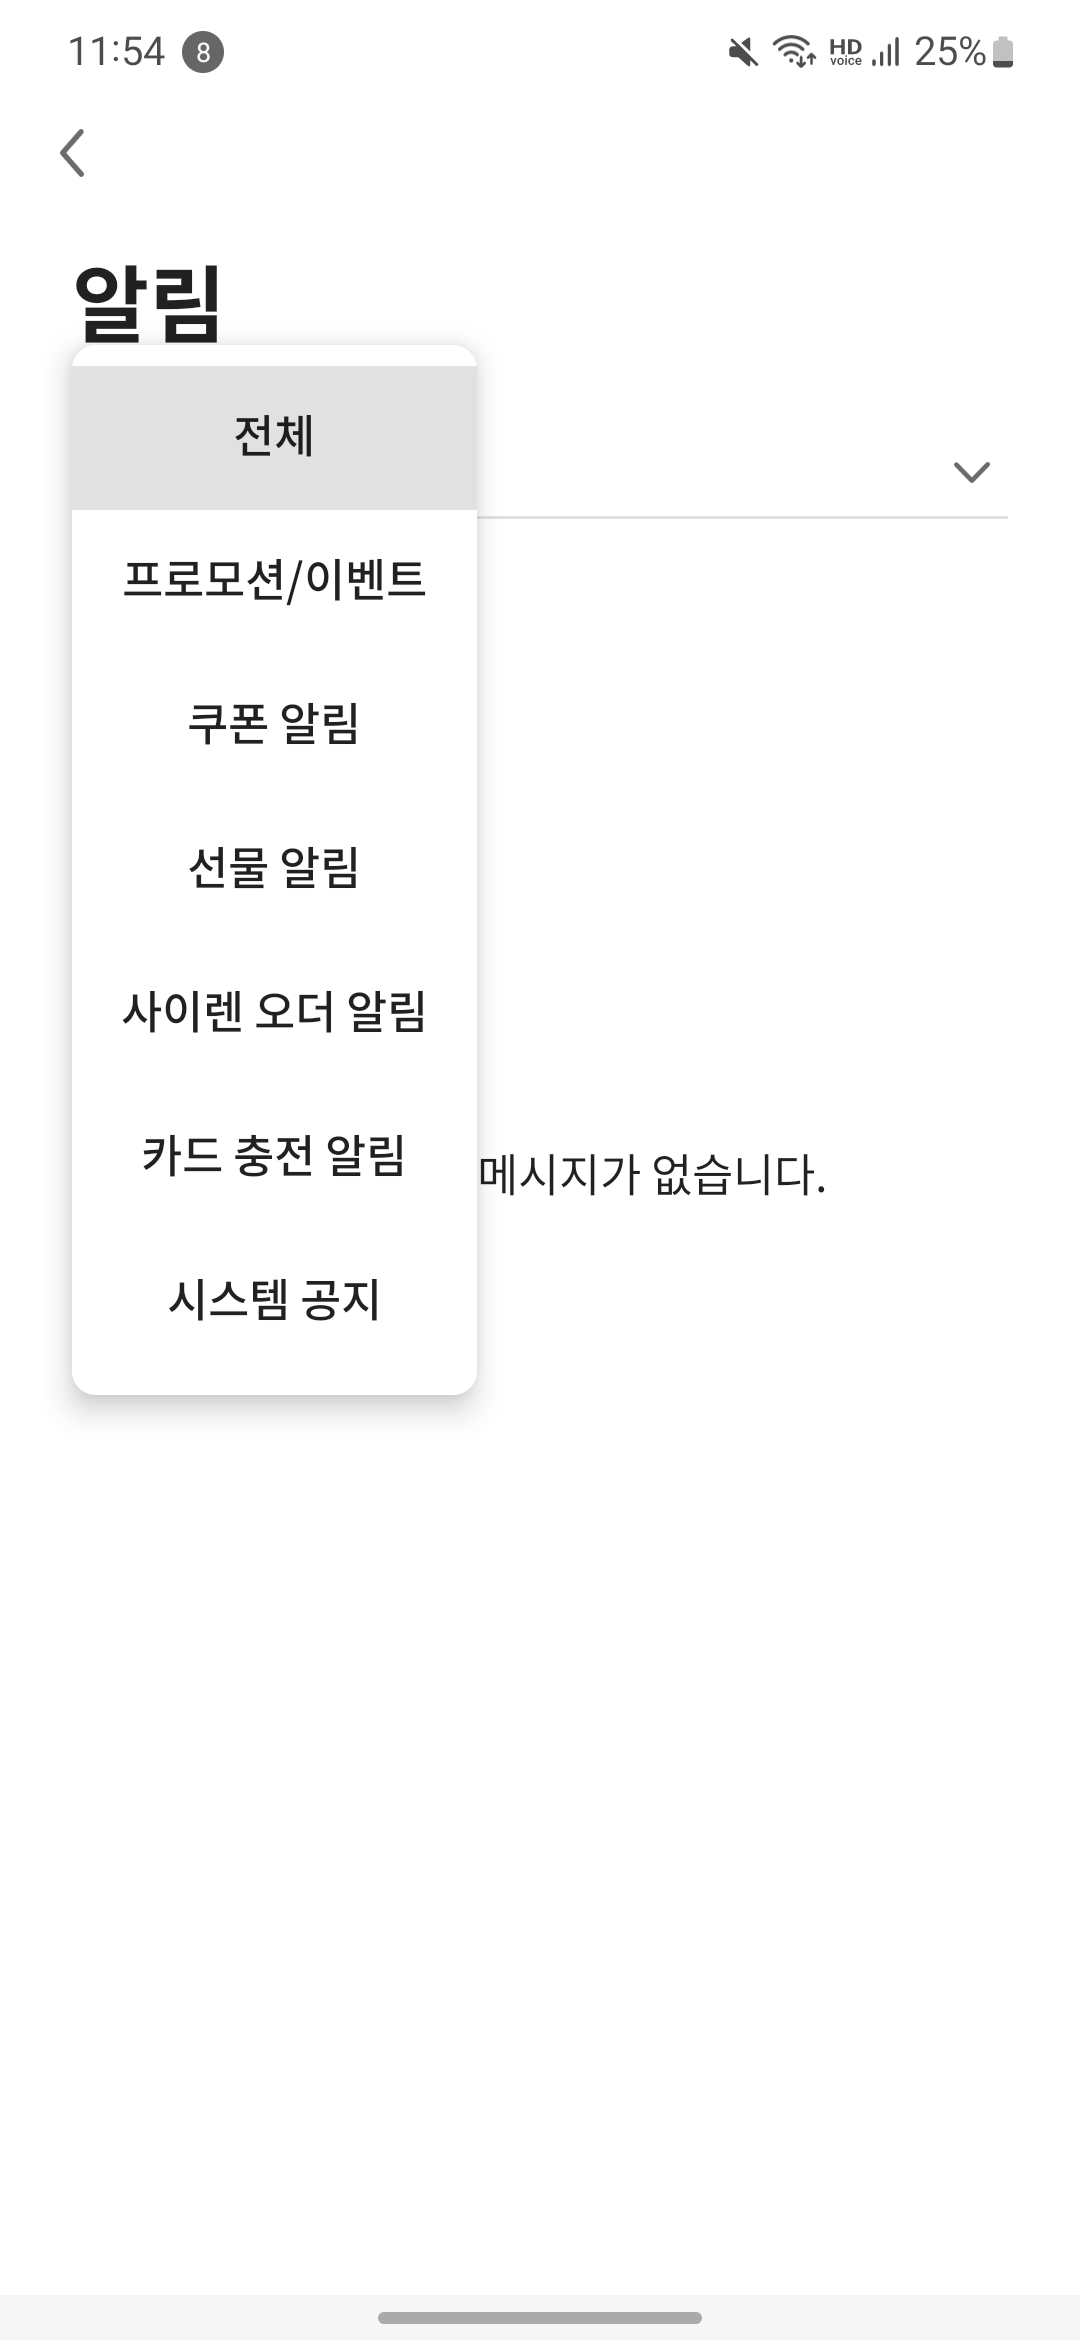 11:54 8 HD voice 25%
알림
전체
프로모션/이벤트
쿠폰 알림
선물 알림
사이렌 오더 알림
카드 충전 알림
메시지가 없습니다.
시스템 공지